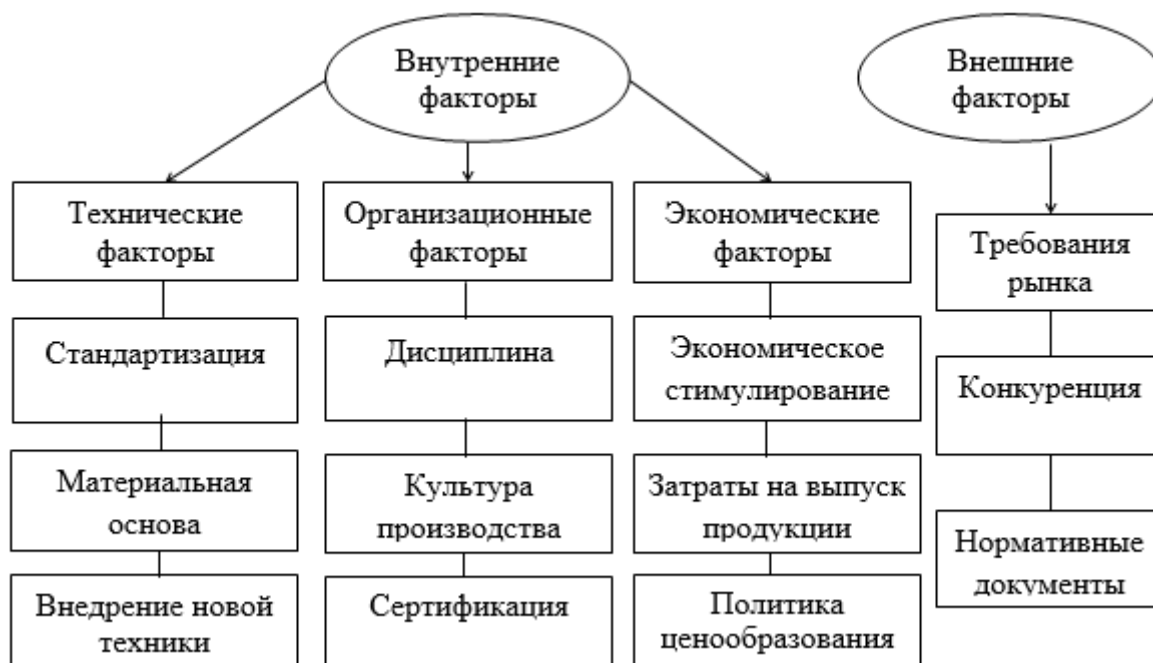 Внутренние
факторы
Внешние
факторы
Технические
факторы
Организационные
факторы
Экономические
факторы
Требования
рынка
Стандартизация
Дисциплина
Экономическое
стимулирование
Конкуренция
Материальная
основа
Культура
производства
Затраты на выпуск
продукции
Нормативные
документы
Внедрение новой
техники
Сертификация
Политика
ценообразования